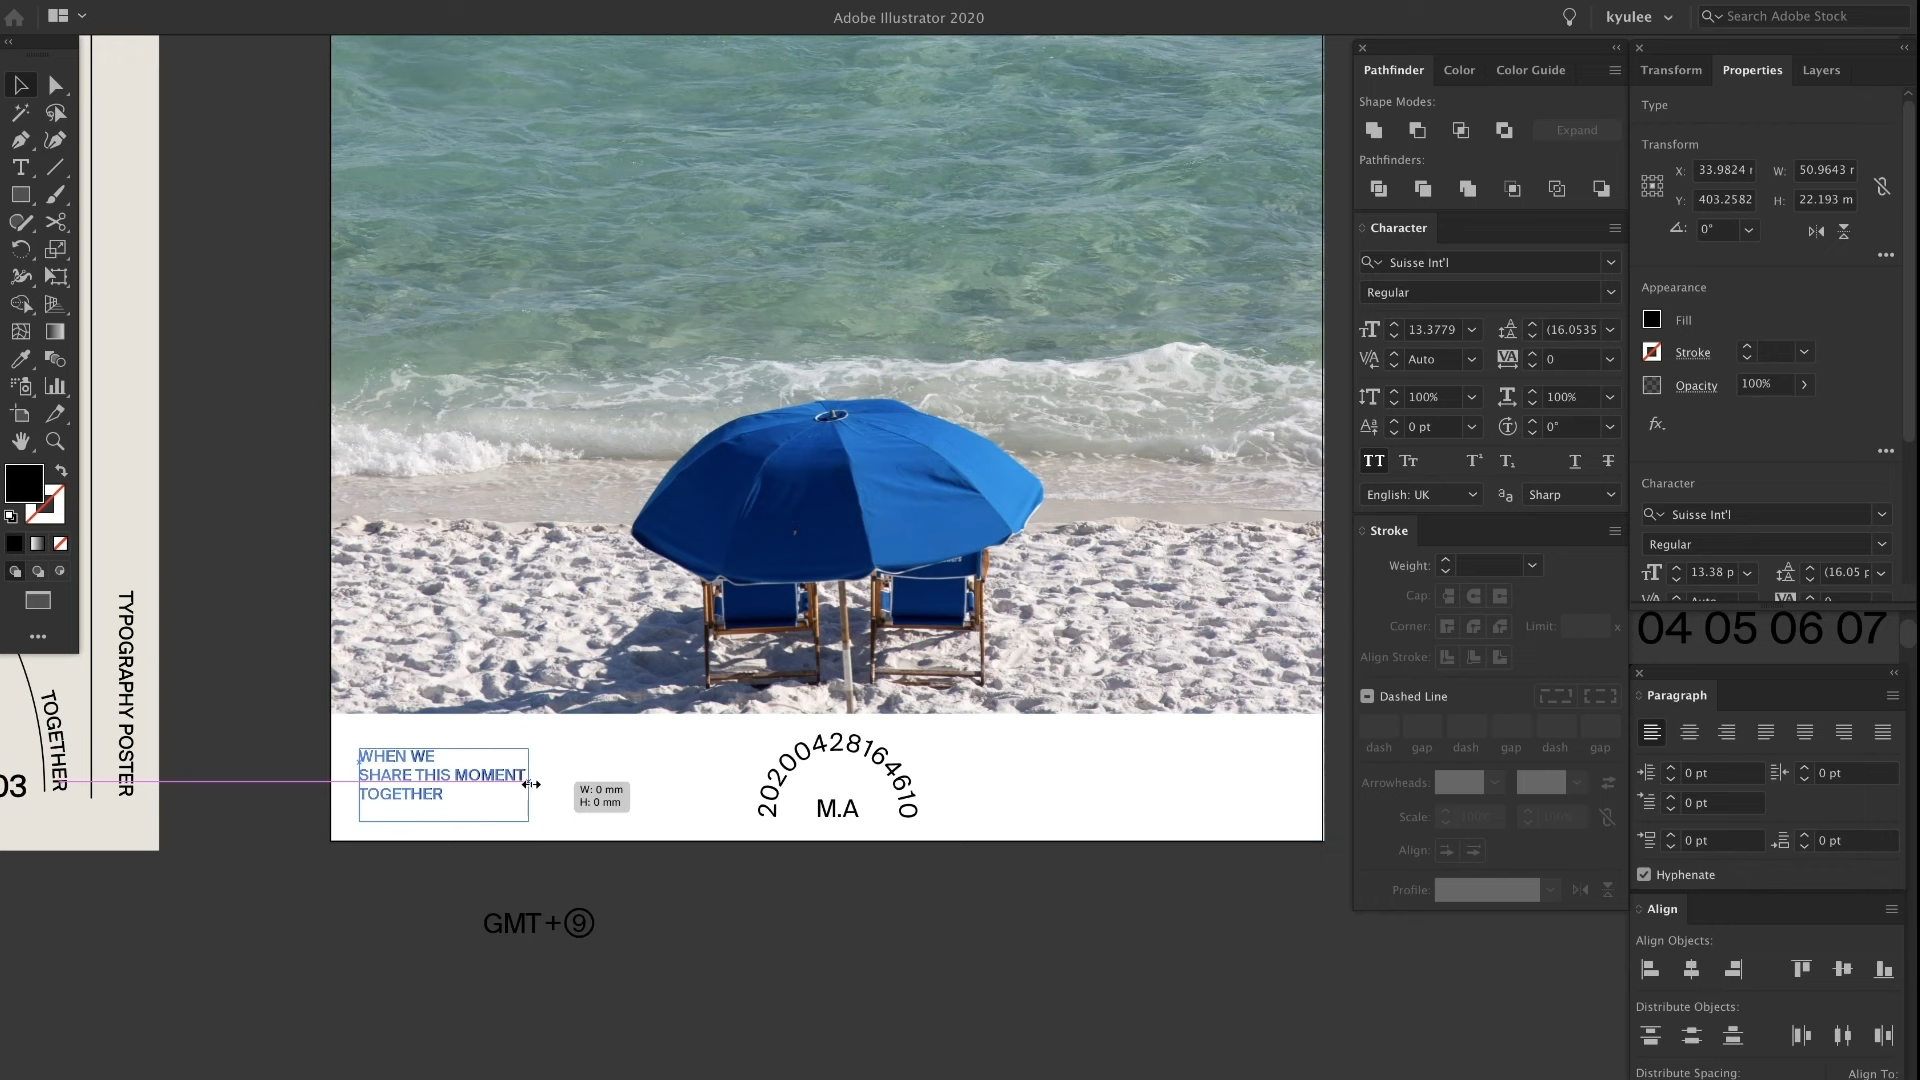 Adobe Illustrator 2020
kyulee
Search Adobe Stock
Pathfinder
Color
Color Guide
Shape Modes:
Expand
Pathfinders:
Character
Suisse Int'l
Regular
13.3779
(16.0535
Auto
0
100%
100%
0 pt
0°
English: UK
Sharp
Stroke
Weight:
Cap:
Corner:
Limit:
x
Align Stroke:
Dashed Line
dash gap dash gap dash gap
Arrowheads:
Scale:
100%
100%
Align:
Profile:
Transform
Properties
Layers
Type
Transform
X: 33.9824
W: 50.9643
Y: 403.2582
H: 22.193 m
0°
Appearance
Fill
Stroke
Opacity
100%
fx
Character
Suisse Int'l
Regular
13.38 p
(16.05 p
04 05 06 07
Paragraph
0 pt
0 pt
0 pt
0 pt
0 pt
Hyphenate
Align
Align Objects:
Distribute Objects:
Distribute Spacing:
Align To:
TYPOGRAPHY POSTER
TOGETHER
03
WHEN WE
SHARE THIS MOMENT
TOGETHER
W: 0 mm
H: 0 mm
20200428164610
M.A
GMT+⑨